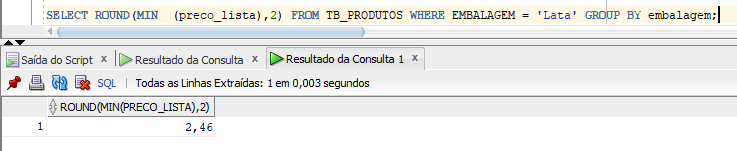 SELECT ROUND(MIN  (preco_lista),2) FROM TB_PRODUTOS WHERE EMBALAGEM = 'Lata' GROUP BY embalagem;
Saída do Script x Resultado da Consulta x Resultado da Consulta 1 x
SQL | Todas as Linhas Extraídas: 1 em 0,003 segundos
ROUND(MIN(PRECO_LISTA),2)
1 2,46